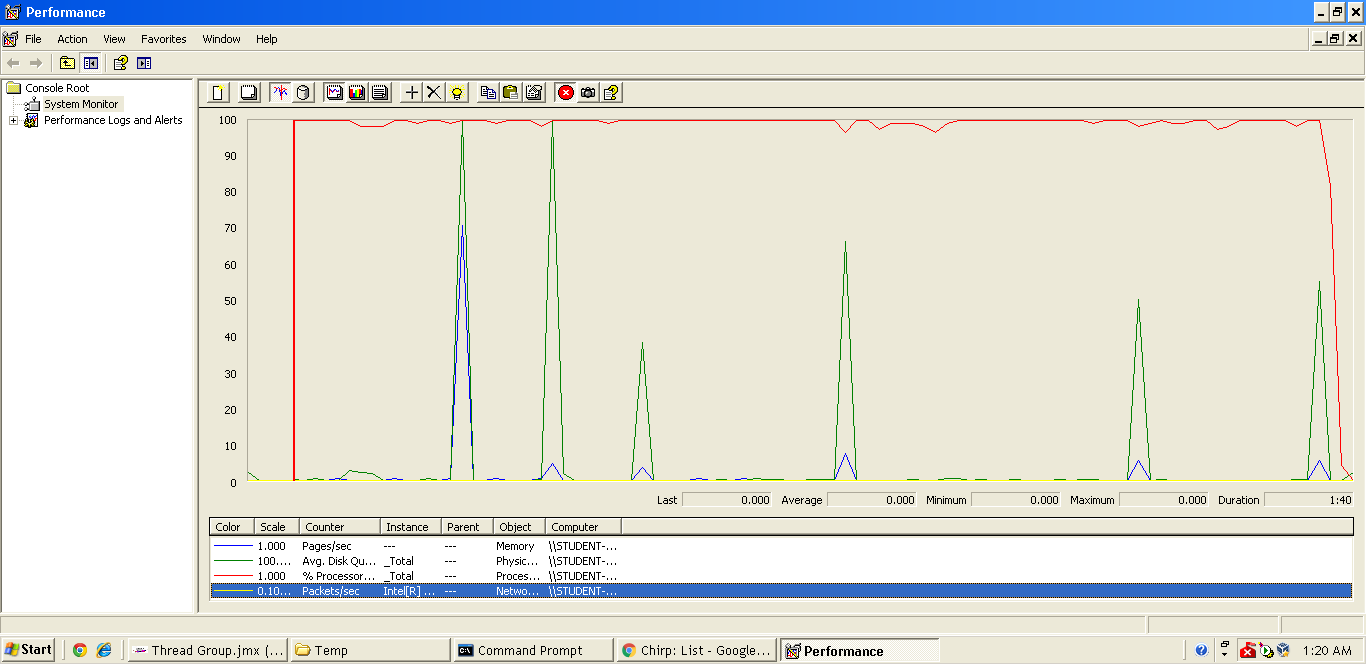 Performance
File Action View Favorites Window Help
Console Root
System Monitor
Performance Logs and Alerts
100
90
80
70
60
50
40
30
20
10
0
Last 0.000 Average 0.000 Minimum 0.000 Maximum 0.000 Duration 1:40
Color Scale Counter Instance Parent Object Computer
1.000 Pages/sec --- --- Memory \\STUDENT-...
100.... Avg. Disk Qu... _Total --- Physic... \\STUDENT-...
1.000 % Processor... _Total --- Proces... \\STUDENT-...
0.10... Packets/sec Intel[R] ... --- Netwo... \\STUDENT-...
Start Thread Group.jmx (... Temp Command Prompt Chirp: List - Google... Performance 1:20 AM